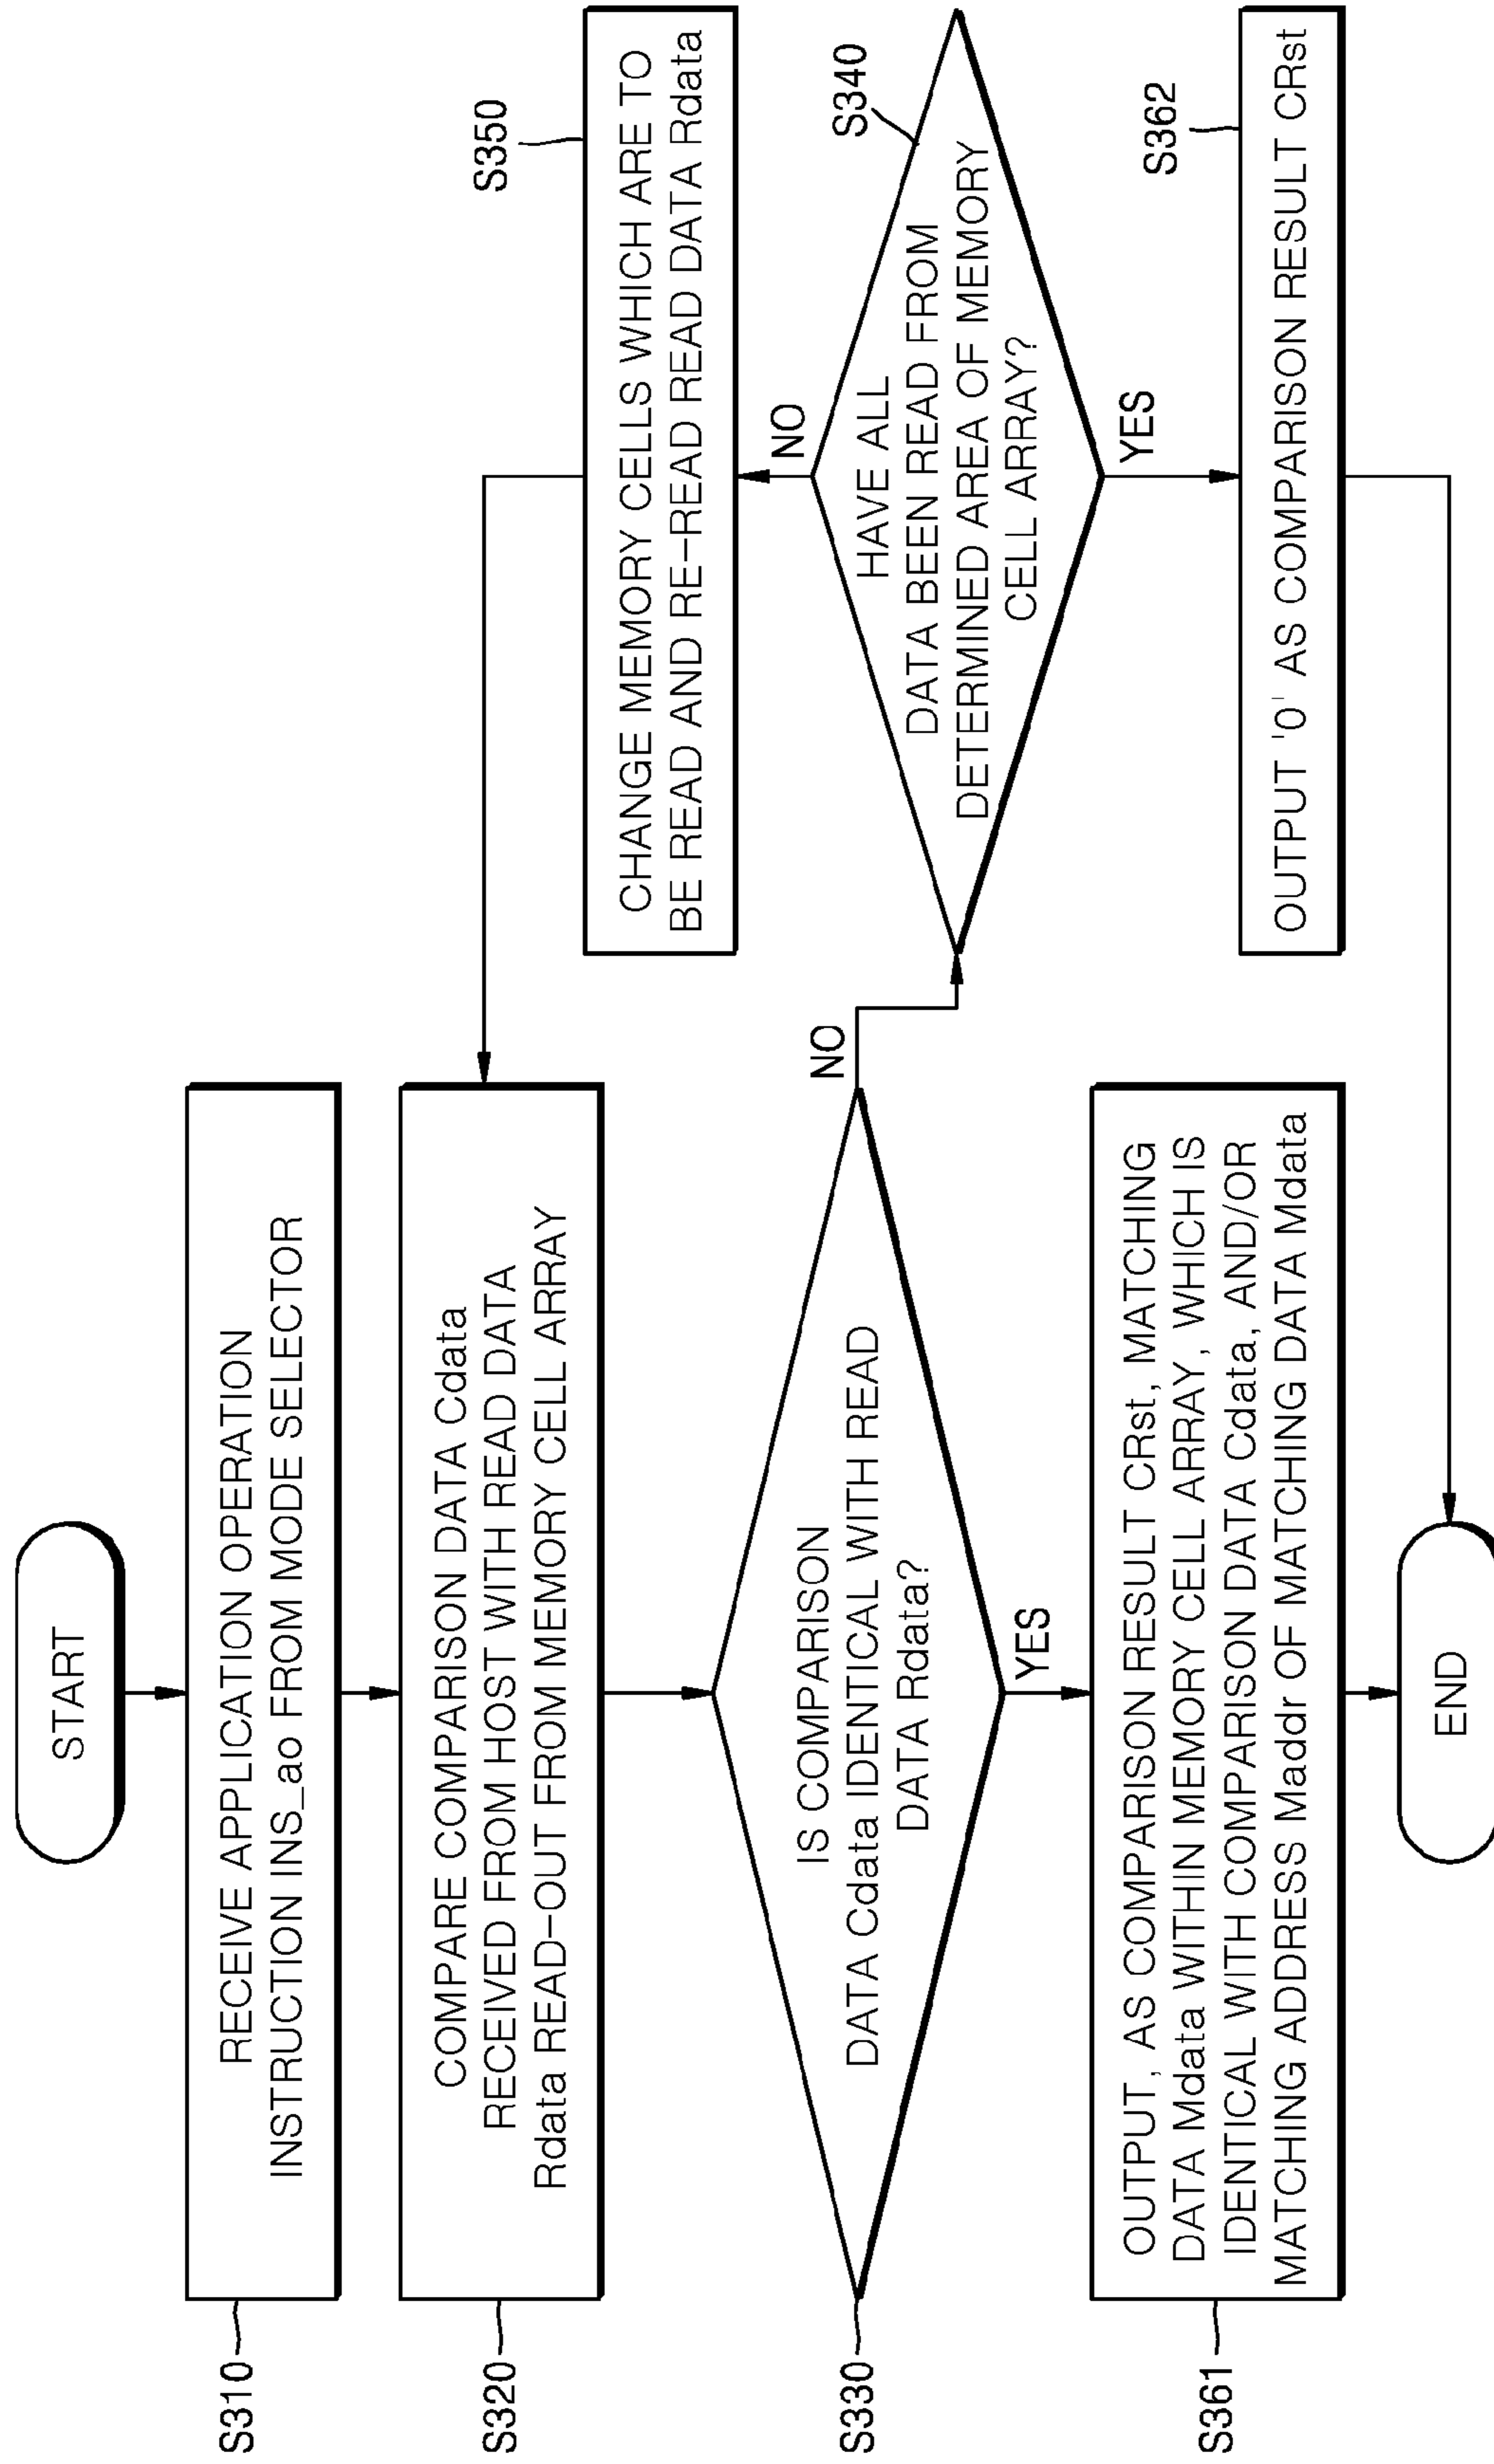 START
S310
RECEIVE APPLICATION OPERATION
INSTRUCTION INS_ao FROM MODE SELECTOR
S320
COMPARE COMPARISON DATA Cdata
RECEIVED FROM HOST WITH READ DATA
Rdata READ-OUT FROM MEMORY CELL ARRAY
S330
IS COMPARISON
DATA Cdata IDENTICAL WITH READ
DATA Rdata?
NO
YES
S361
OUTPUT, AS COMPARISON RESULT CRst, MATCHING
DATA Mdata WITHIN MEMORY CELL ARRAY, WHICH IS
IDENTICAL WITH COMPARISON DATA Cdata, AND/OR
MATCHING ADDRESS Maddr OF MATCHING DATA Mdata
END
S350
CHANGE MEMORY CELLS WHICH ARE TO
BE READ AND RE-READ READ DATA Rdata
NO
S340
HAVE ALL
DATA BEEN READ FROM
DETERMINED AREA OF MEMORY
CELL ARRAY?
YES
S362
OUTPUT '0' AS COMPARISON RESULT CRst